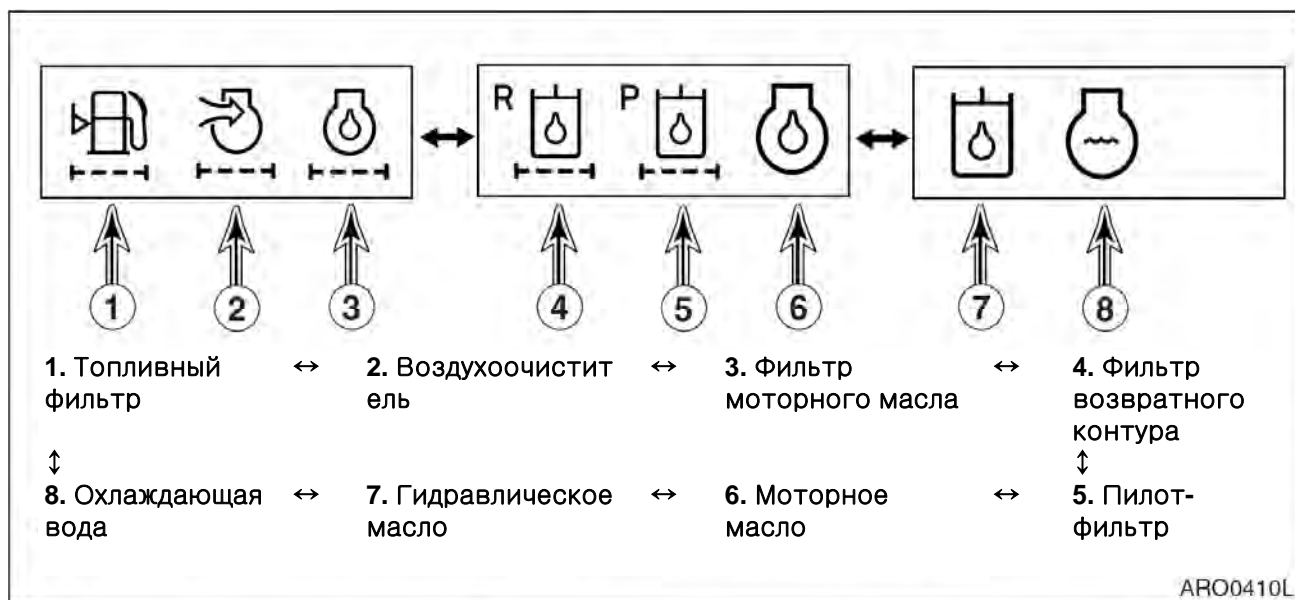 R P
1 2 3 4 5 6 7 8
1. Топливный ↔ 2. Воздухоочистит ↔ 3. Фильтр ↔ 4. Фильтр
фильтр ель моторного масла возвратного
контура
↕ ↕
8. Охлаждающая ↔ 7. Гидравлическое ↔ 6. Моторное ↔ 5. Пилот-
вода масло масло фильтр
ARO0410L